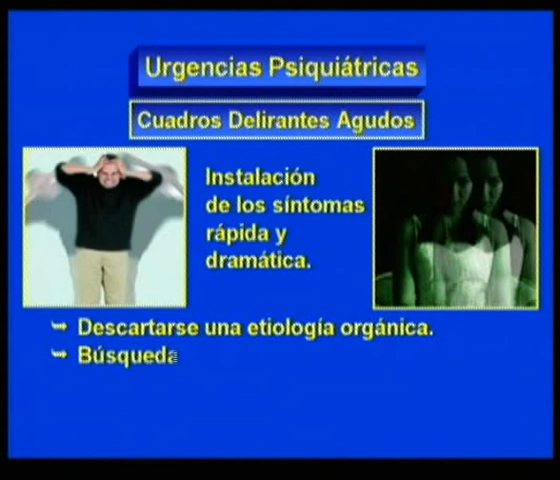 Urgencias Psiquiátricas
Cuadros Delirantes Agudos
Instalación
de los síntomas
rápida y
dramática.
Descartarse una etiología orgánica.
Búsqueda